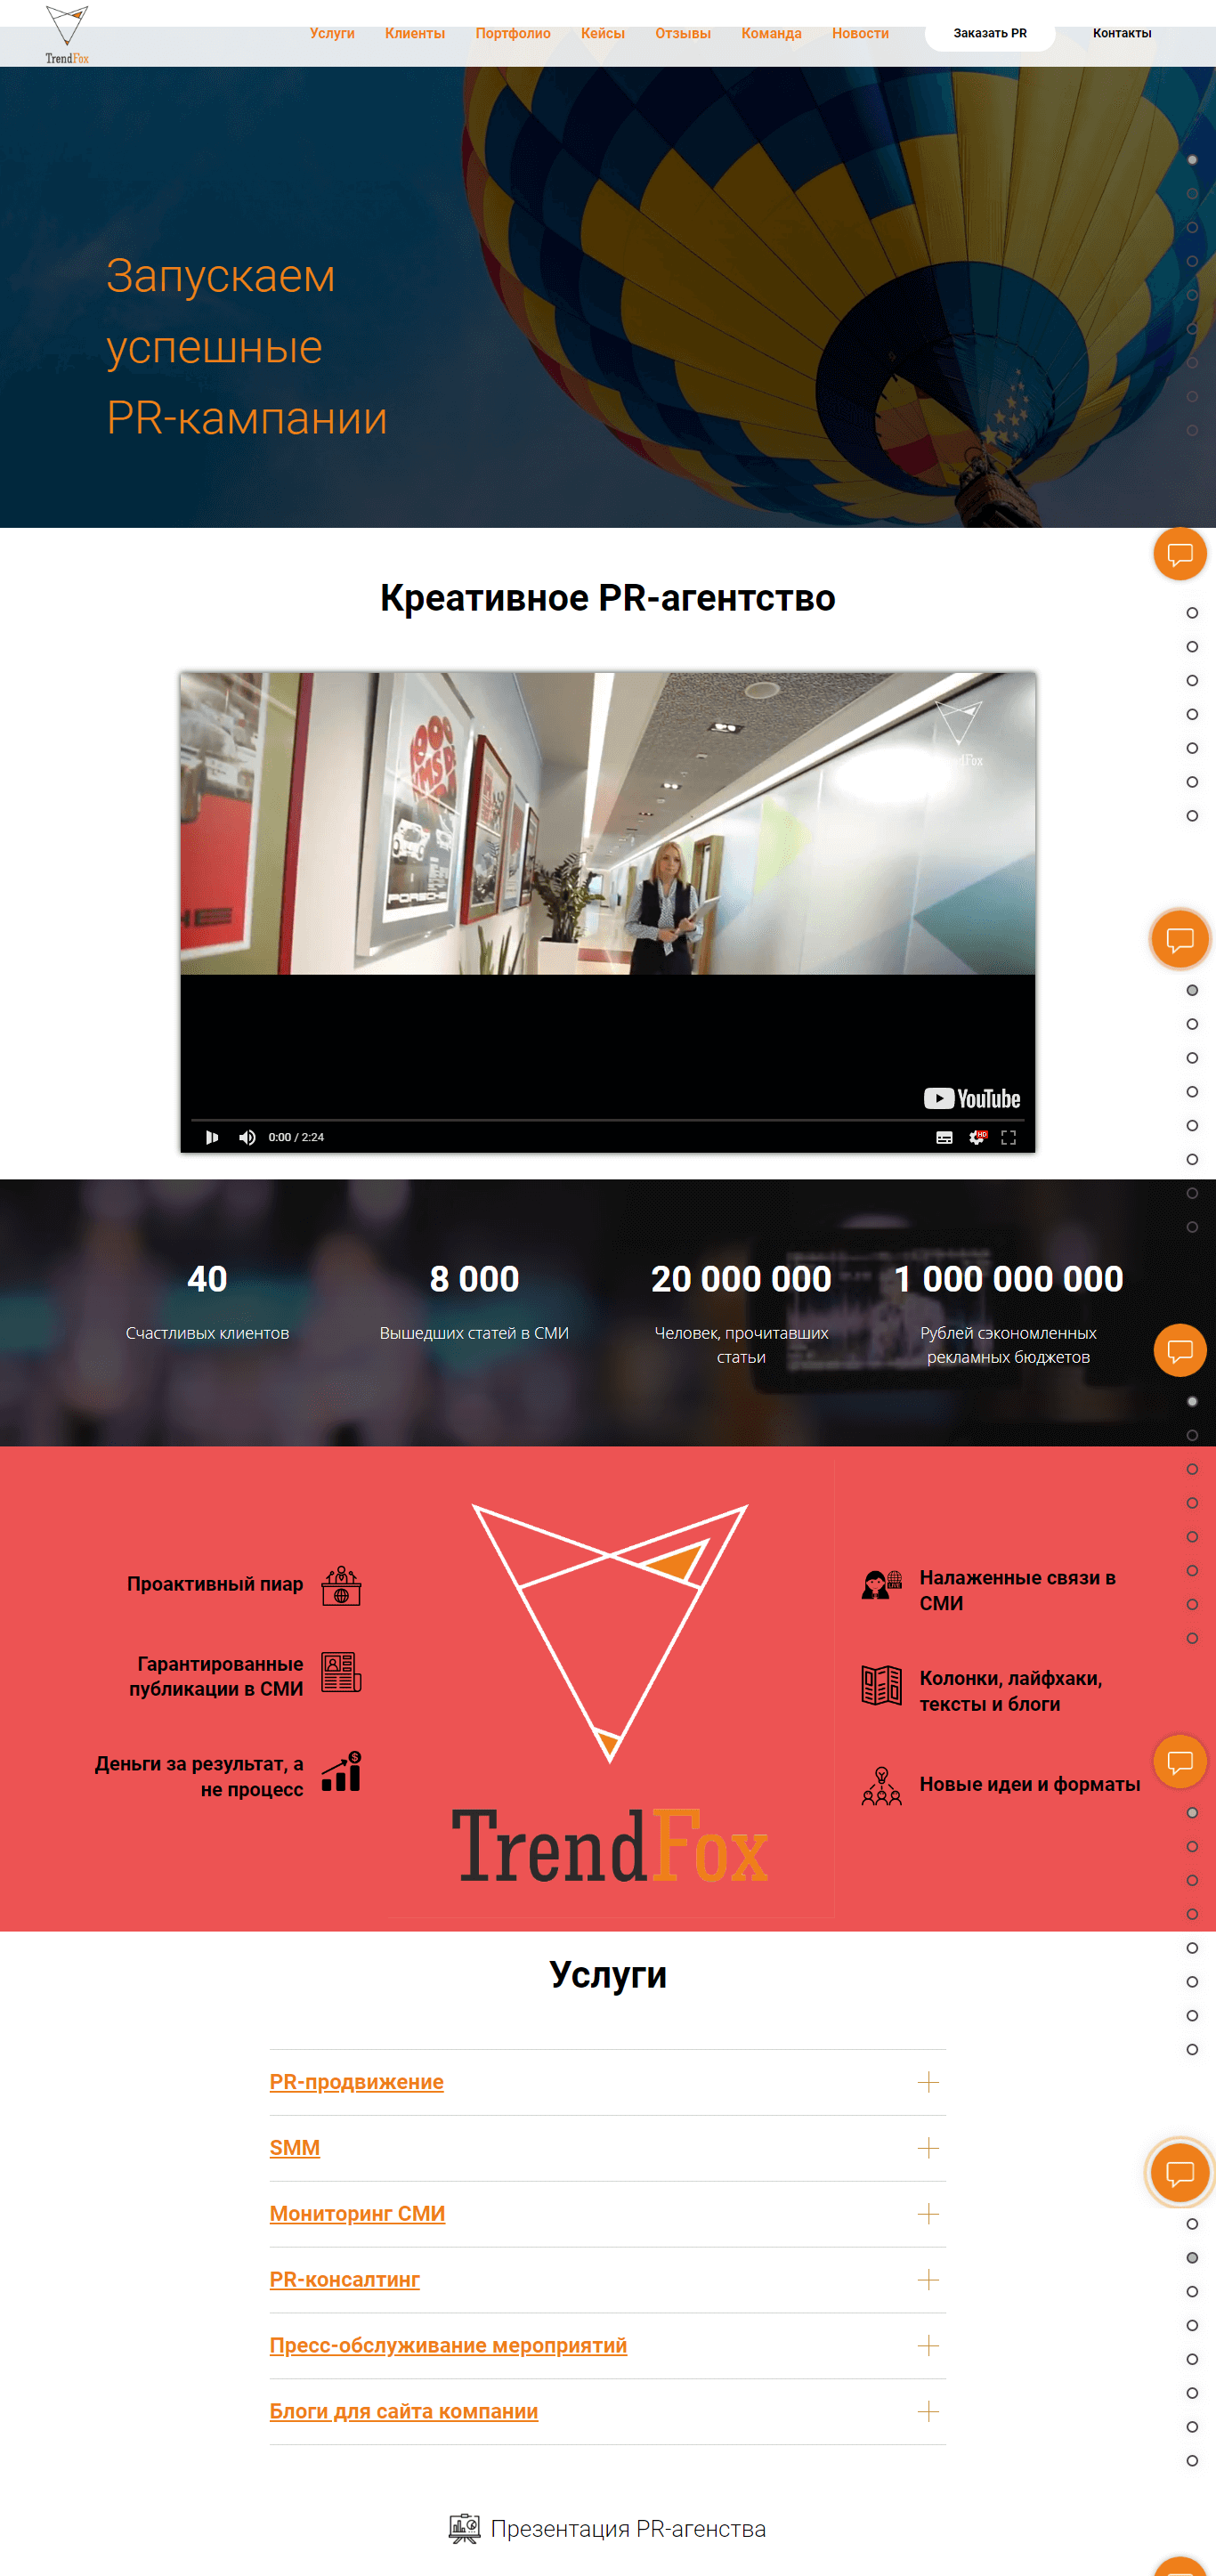 TrendFox
Услуги
Клиенты
Портфолио
Кейсы
Отзывы
Команда
Новости
Заказать PR
Контакты
Запускаем
успешные
PR-кампании
Креативное PR-агентство
PORSCHE
YouTube
0:00 / 2:24
HD
40
Счастливых клиентов
8 000
Вышедших статей в СМИ
20 000 000
Человек, прочитавших
статьи
1 000 000 000
Рублей сэкономленных
рекламных бюджетов
Проактивный пиар
Гарантированные
публикации в СМИ
Деньги за результат, а
не процесс
TrendFox
Налаженные связи в
СМИ
Колонки, лайфхаки,
тексты и блоги
Новые идеи и форматы
Услуги
PR-продвижение
SMM
Мониторинг СМИ
PR-консалтинг
Пресс-обслуживание мероприятий
Блоги для сайта компании
Презентация PR-агенства